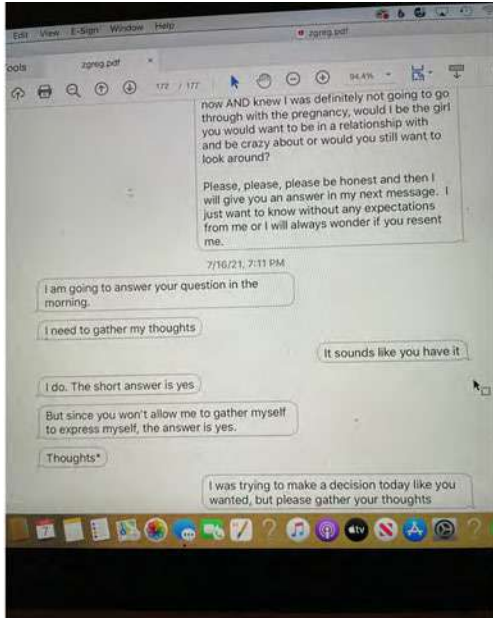 Edit View E-Sign Window Help
zgreg.pdf
ools
zgreg.pdf ×
172 / 177
94.4%
now AND knew I was definitely not going to go
through with the pregnancy, would I be the girl
you would want to be in a relationship with
and be crazy about or would you still want to
look around?
Please, please, please be honest and then I
will give you an answer in my next message. I
just want to know without any expectations
from me or I will always wonder if you resent
me.
7/16/21, 7:11 PM
I am going to answer your question in the
morning.
I need to gather my thoughts
It sounds like you have it
I do. The short answer is yes
But since you won't allow me to gather myself
to express myself, the answer is yes.
Thoughts*
I was trying to make a decision today like you
wanted, but please gather your thoughts
7
?
tv
N
?